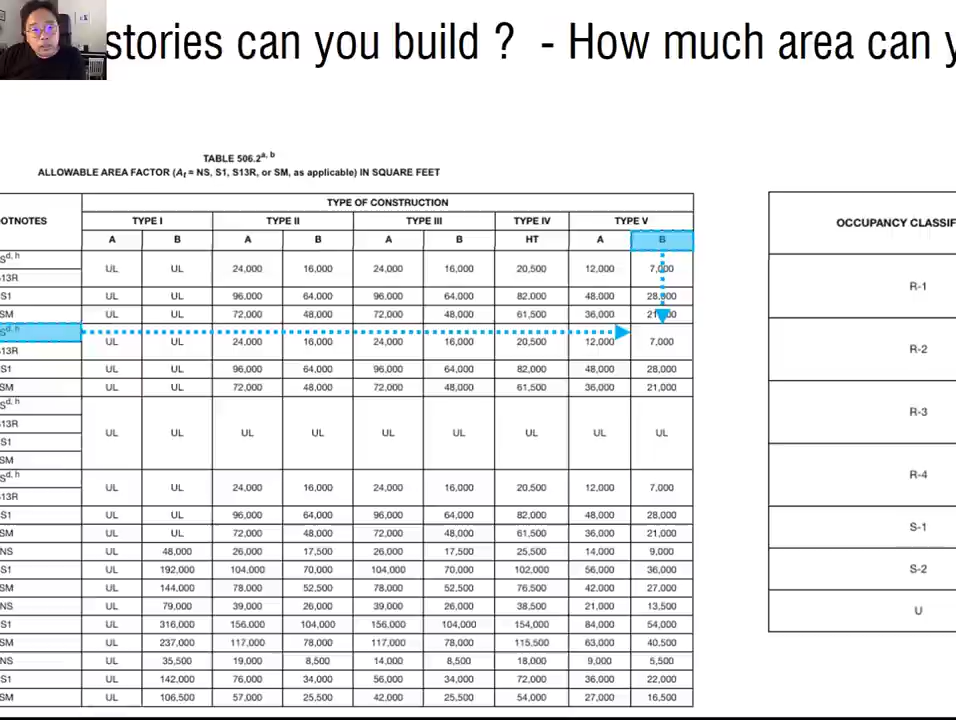 stories can you build ? - How much area can y
TABLE 506.2a, b
ALLOWABLE AREA FACTOR (At = NS, S1, S13R, or SM, as applicable) IN SQUARE FEET
OTNOTES
TYPE OF CONSTRUCTION
TYPE I TYPE II TYPE III TYPE IV TYPE V
A B A B A B HT A B
Sd, h
13R
UL UL 24,000 16,000 24,000 16,000 20,500 12,000 7,000
S1 UL UL 96,000 64,000 96,000 64,000 82,000 48,000 28,000
SM UL UL 72,000 48,000 72,000 48,000 61,500 36,000
Sd, h
13R
UL UL 24,000 16,000 24,000 16,000 20,500 12,000 7,000
S1 UL UL 96,000 64,000 96,000 64,000 82,000 48,000 28,000
SM UL UL 72,000 48,000 72,000 48,000 61,500 36,000 21,000
Sd, h
13R
S1
SM
UL UL UL UL UL UL UL UL UL
Sd, h
13R
UL UL 24,000 16,000 24,000 16,000 20,500 12,000 7,000
S1 UL UL 96,000 64,000 96,000 64,000 82,000 48,000 28,000
SM UL UL 72,000 48,000 72,000 48,000 61,500 36,000 21,000
NS UL 48,000 26,000 17,500 26,000 17,500 25,500 14,000 9,000
S1 UL 192,000 104,000 70,000 104,000 70,000 102,000 56,000 36,000
SM UL 144,000 78,000 52,500 78,000 52,500 76,500 42,000 27,000
NS UL 79,000 39,000 26,000 39,000 26,000 38,500 21,000 13,500
S1 UL 316,000 156,000 104,000 156,000 104,000 154,000 84,000 54,000
SM UL 237,000 117,000 78,000 117,000 78,000 115,500 63,000 40,500
NS UL 35,500 19,000 8,500 14,000 8,500 18,000 9,000 5,500
S1 UL 142,000 76,000 34,000 56,000 34,000 72,000 36,000 22,000
SM UL 106,500 57,000 25,500 42,000 25,500 54,000 27,000 16,500
OCCUPANCY CLASSIF
R-1
R-2
R-3
R-4
S-1
S-2
U